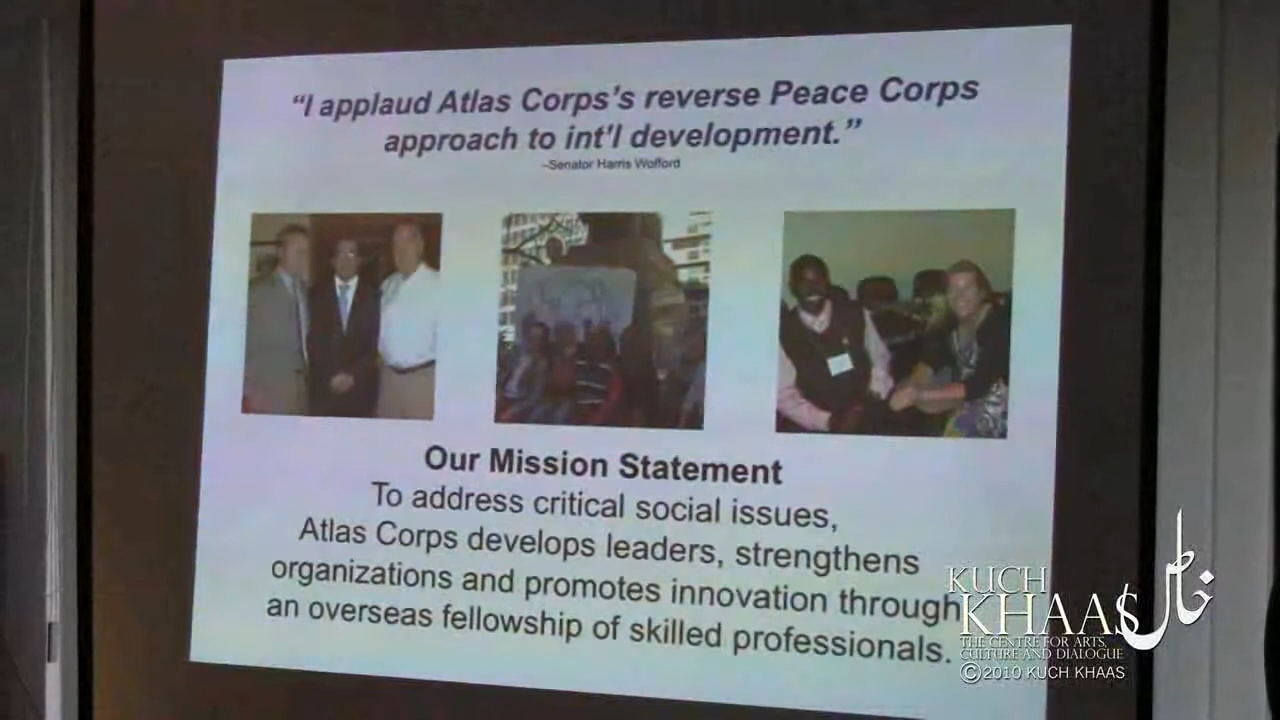 “I applaud Atlas Corps’s reverse Peace Corps
approach to int'l development.”
–Senator Harris Wofford
Our Mission Statement
To address critical social issues,
Atlas Corps develops leaders, strengthens
organizations and promotes innovation through
an overseas fellowship of skilled professionals.
KUCH
KHAAS
خاص
THE CENTRE FOR ARTS,
CULTURE AND DIALOGUE
©2010 KUCH KHAAS